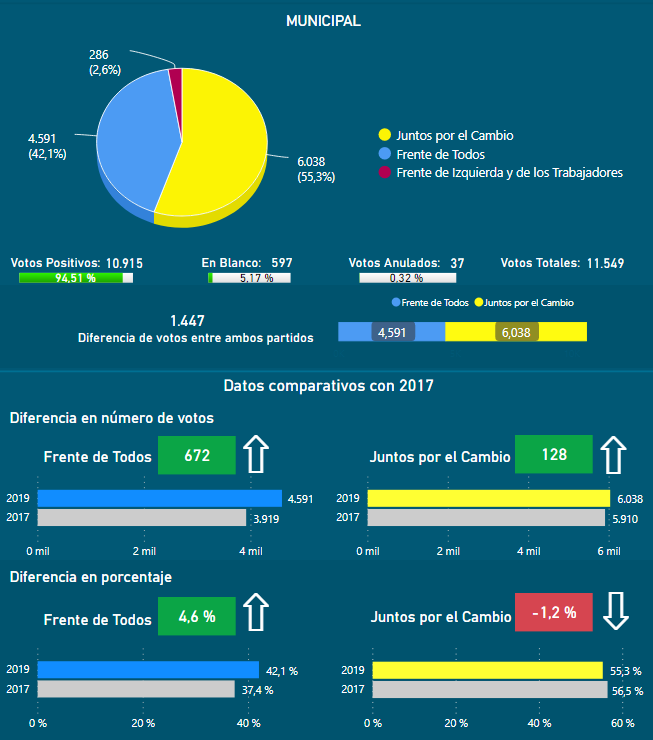 MUNICIPAL
286
(2,6%)
4.591
(42,1%)
6.038
(55,3%)
Juntos por el Cambio
Frente de Todos
Frente de Izquierda y de los Trabajadores
Votos Positivos: 10.915
94,51 %
En Blanco: 597
5,17 %
Votos Anulados: 37
0,32 %
Votos Totales: 11.549
1.447
Diferencia de votos entre ambos partidos
Frente de Todos Juntos por el Cambio
4,591 6,038
Datos comparativos con 2017
Diferencia en número de votos
Frente de Todos 672
2019 4.591
2017 3.919
0 mil 2 mil 4 mil
Juntos por el Cambio 128
6.038
5.910
0 mil 2 mil 4 mil 6 mil
Diferencia en porcentaje
Frente de Todos 4,6 %
2019 42,1 %
2017 37,4 %
0 % 20 % 40 %
Juntos por el Cambio -1,2 %
2019 55,3 %
2017 56,5 %
0 % 20 % 40 % 60 %